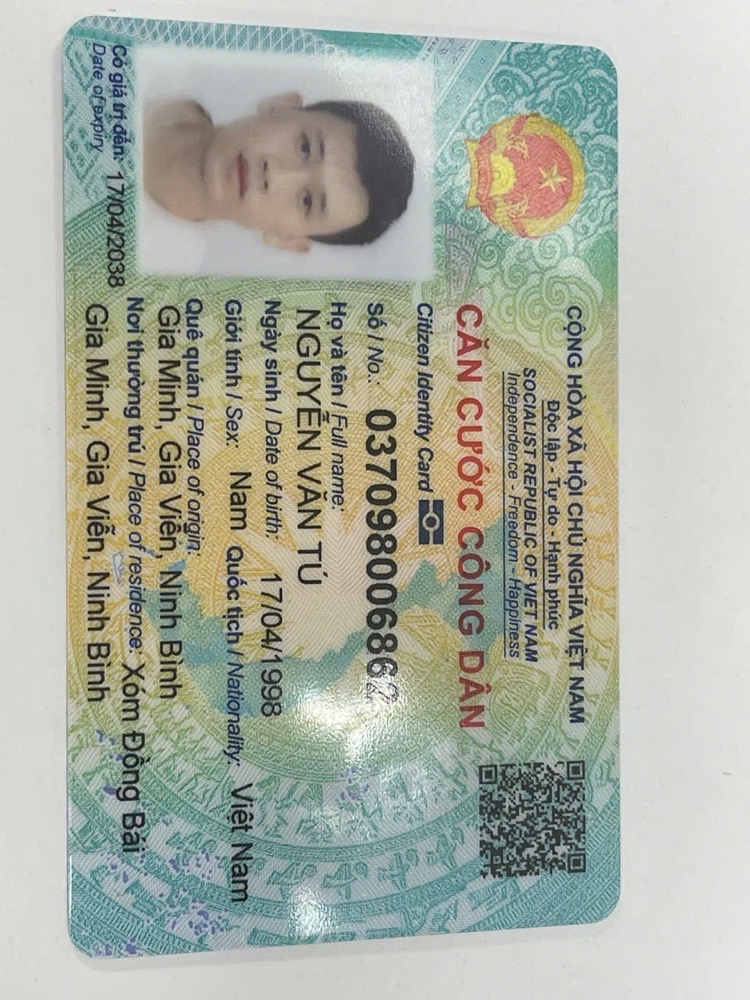 CỘNG HÒA XÃ HỘI CHỦ NGHĨA VIỆT NAM
Độc lập - Tự do - Hạnh phúc
SOCIALIST REPUBLIC OF VIET NAM
Independence - Freedom - Happiness
CĂN CƯỚC CÔNG DÂN
Citizen Identity Card
Số / No.:
Họ và tên / Full name:
NGUYỄN VĂN TÚ
Ngày sinh / Date of birth: 17/04/1998
Giới tính / Sex: Nam Quốc tịch / Nationality: Việt Nam
Quê quán / Place of origin:
Gia Minh, Gia Viễn, Ninh Bình
Nơi thường trú / Place of residence: Xóm Đồng Bài
Gia Minh, Gia Viễn, Ninh Bình
Có giá trị đến: 17/04/2038
Date of expiry